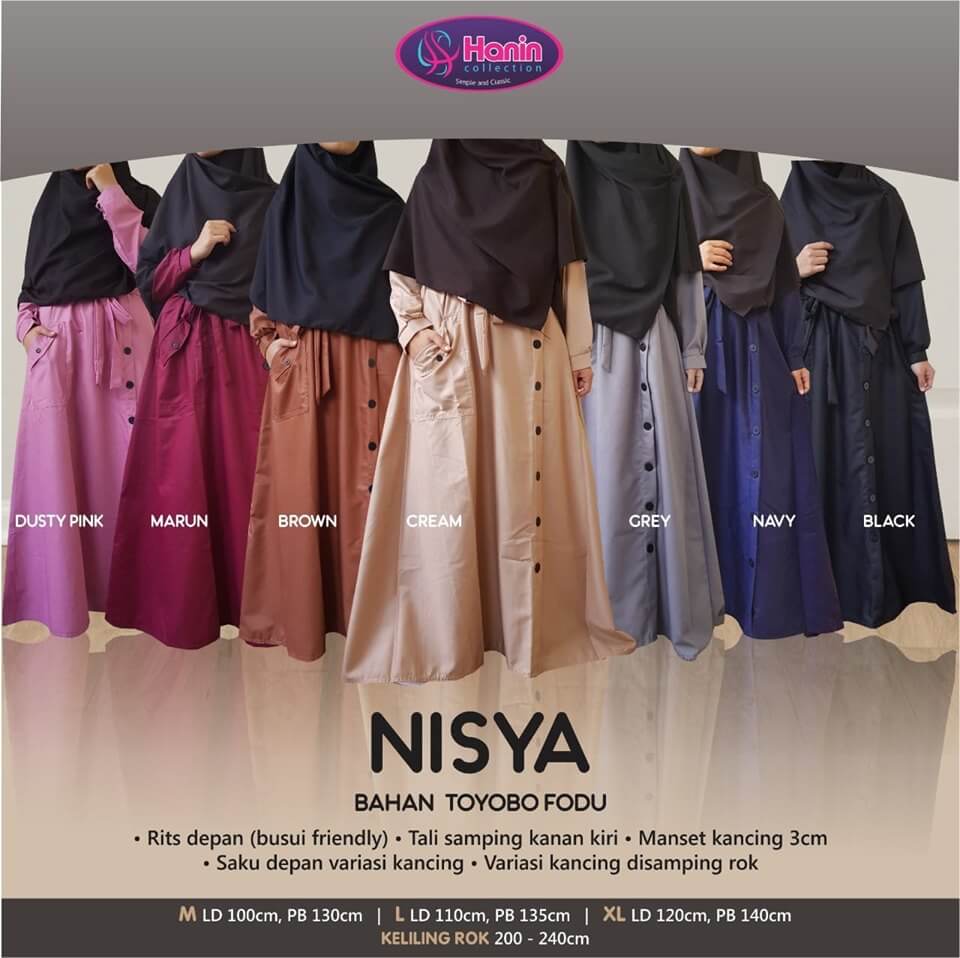 Hanin
collection
Simple and Classic
DUSTY PINK
MARUN
BROWN
CREAM
GREY
NAVY
BLACK
NISYA
BAHAN TOYOBO FODU
• Rits depan (busui friendly) • Tali samping kanan kiri • Manset kancing 3cm
• Saku depan variasi kancing • Variasi kancing disamping rok
M LD 100cm, PB 130cm | L LD 110cm, PB 135cm | XL LD 120cm, PB 140cm
KELILING ROK 200 - 240cm